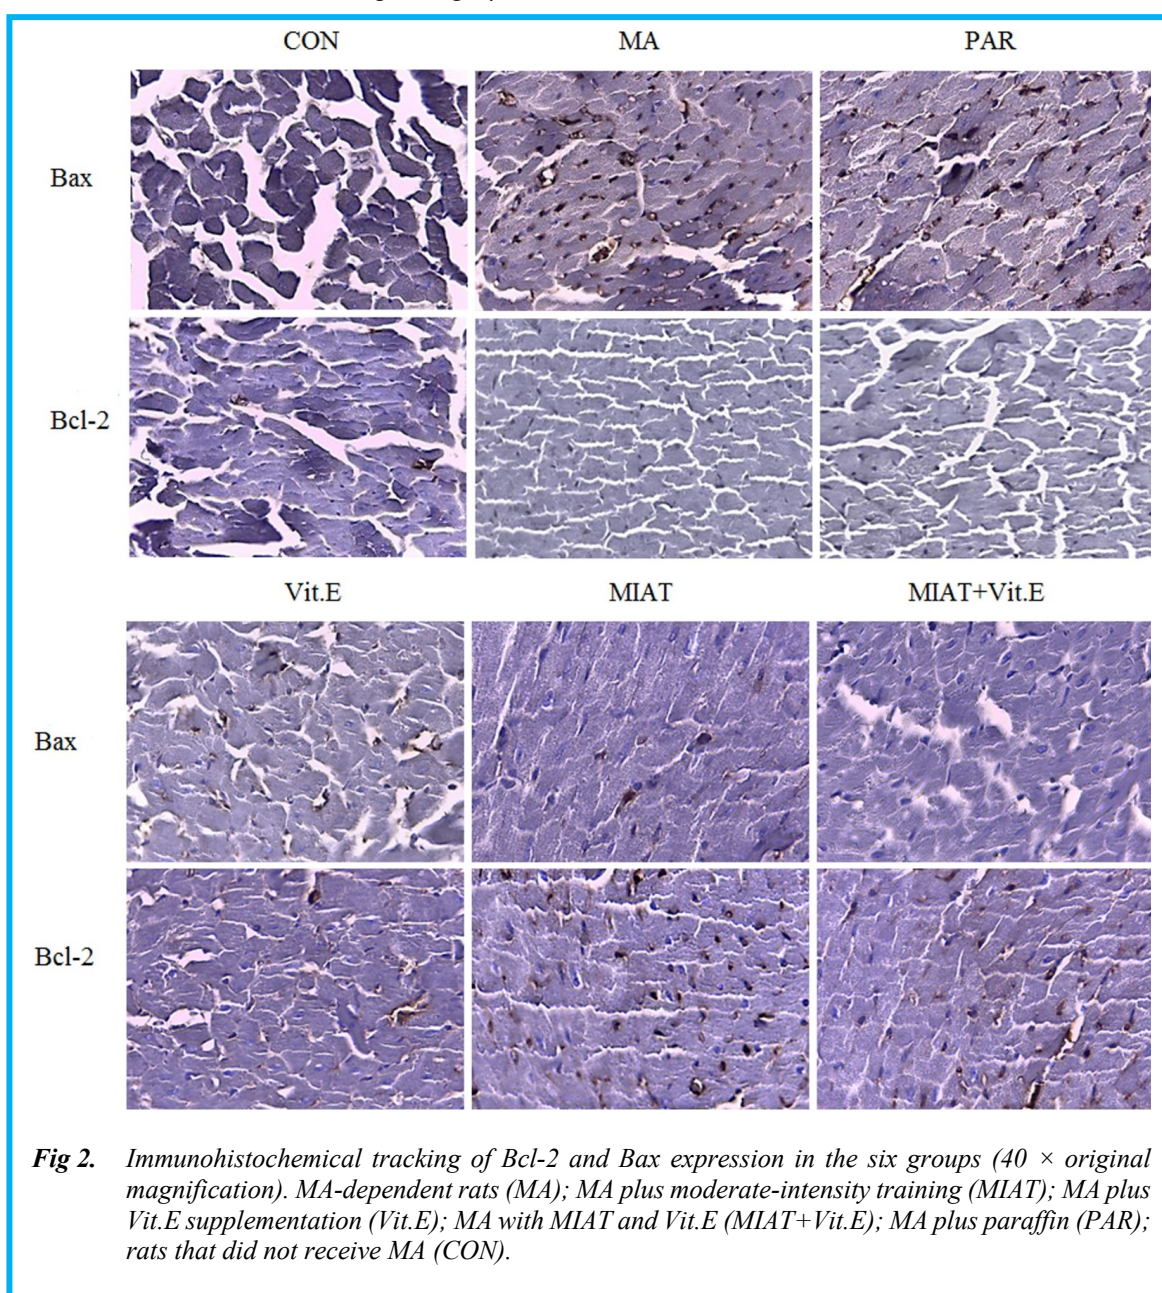 CON MA PAR
Bax
Bcl-2
Vit.E MIAT MIAT+Vit.E
Bax
Bcl-2
Fig 2. Immunohistochemical tracking of Bcl-2 and Bax expression in the six groups (40 × original
magnification). MA-dependent rats (MA); MA plus moderate-intensity training (MIAT); MA plus
Vit.E supplementation (Vit.E); MA with MIAT and Vit.E (MIAT+Vit.E); MA plus paraffin (PAR);
rats that did not receive MA (CON).